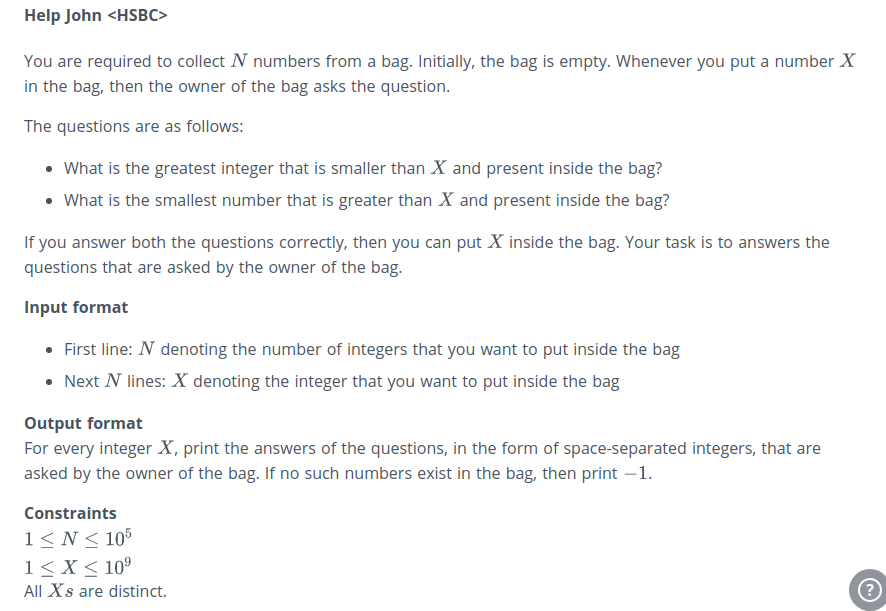 Help John <HSBC>
You are required to collect N numbers from a bag. Initially, the bag is empty. Whenever you put a number X
in the bag, then the owner of the bag asks the question.
The questions are as follows:
• What is the greatest integer that is smaller than X and present inside the bag?
• What is the smallest number that is greater than X and present inside the bag?
If you answer both the questions correctly, then you can put X inside the bag. Your task is to answers the
questions that are asked by the owner of the bag.
Input format
• First line: N denoting the number of integers that you want to put inside the bag
• Next N lines: X denoting the integer that you want to put inside the bag
Output format
For every integer X, print the answers of the questions, in the form of space-separated integers, that are
asked by the owner of the bag. If no such numbers exist in the bag, then print −1.
Constraints
1 ≤ N ≤ 10⁵
1 ≤ X ≤ 10⁹
All Xs are distinct.
?